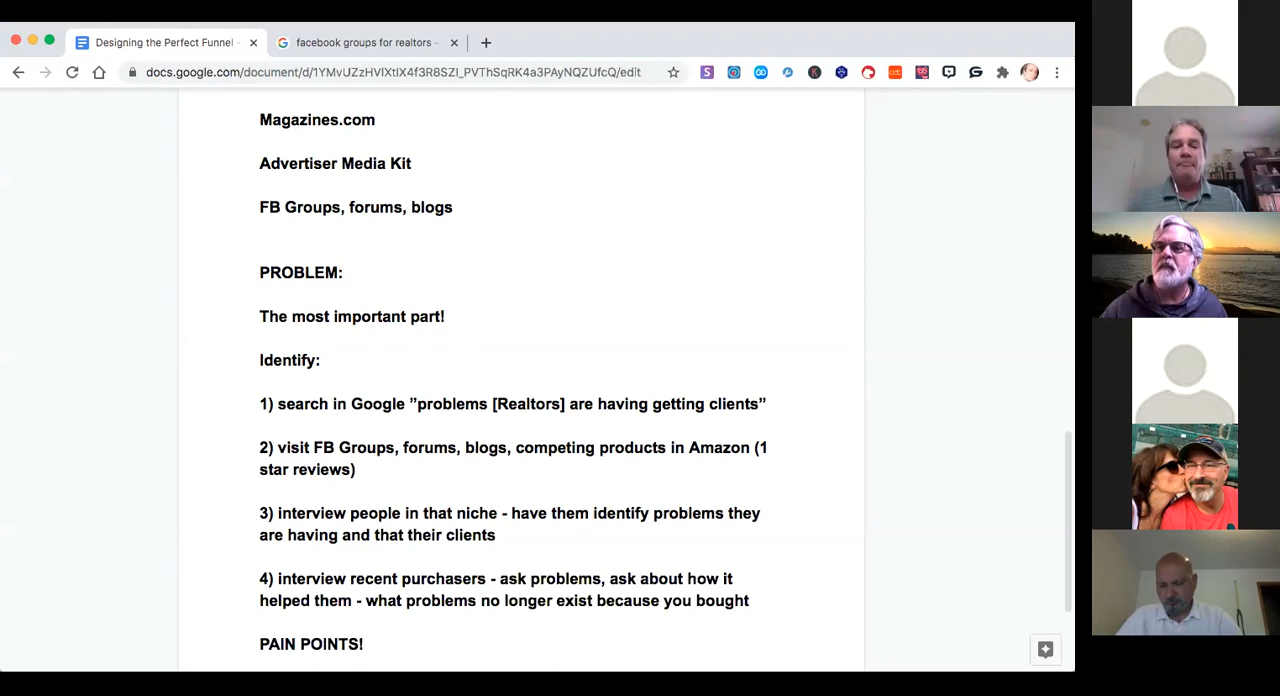 Designing the Perfect Funnel -
facebook groups for realtors -
docs.google.com/document/d/1YMvUZzHVIXtIX4f3R8SZI_PVThSqRK4a3PAyNQZUfcQ/edit
Magazines.com
Advertiser Media Kit
FB Groups, forums, blogs
PROBLEM:
The most important part!
Identify:
1) search in Google ”problems [Realtors] are having getting clients”
2) visit FB Groups, forums, blogs, competing products in Amazon (1
star reviews)
3) interview people in that niche - have them identify problems they
are having and that their clients
4) interview recent purchasers - ask problems, ask about how it
helped them - what problems no longer exist because you bought
PAIN POINTS!